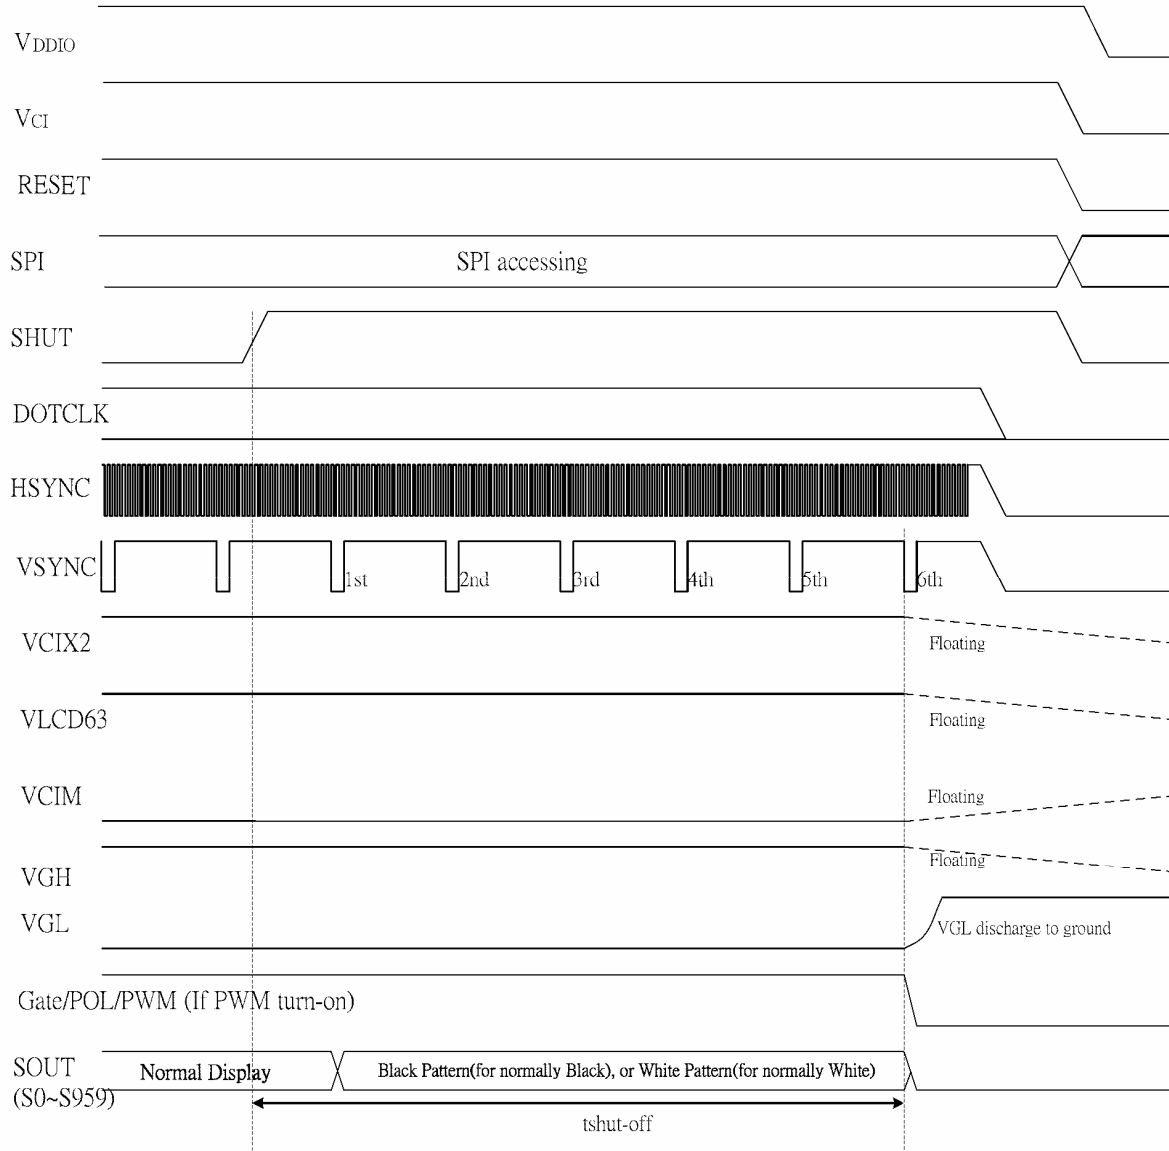 VDDIO
VCI
RESET
SPI
SPI accessing
SHUT
DOTCLK
HSYNC
VSYNC
1st
2nd
3rd
4th
5th
6th
VCIX2
Floating
VLCD63
Floating
VCIM
Floating
VGH
Floating
VGL
VGL discharge to ground
Gate/POL/PWM (If PWM turn-on)
SOUT
(S0~S959)
Normal Display
Black Pattern(for normally Black), or White Pattern(for normally White)
tshut-off